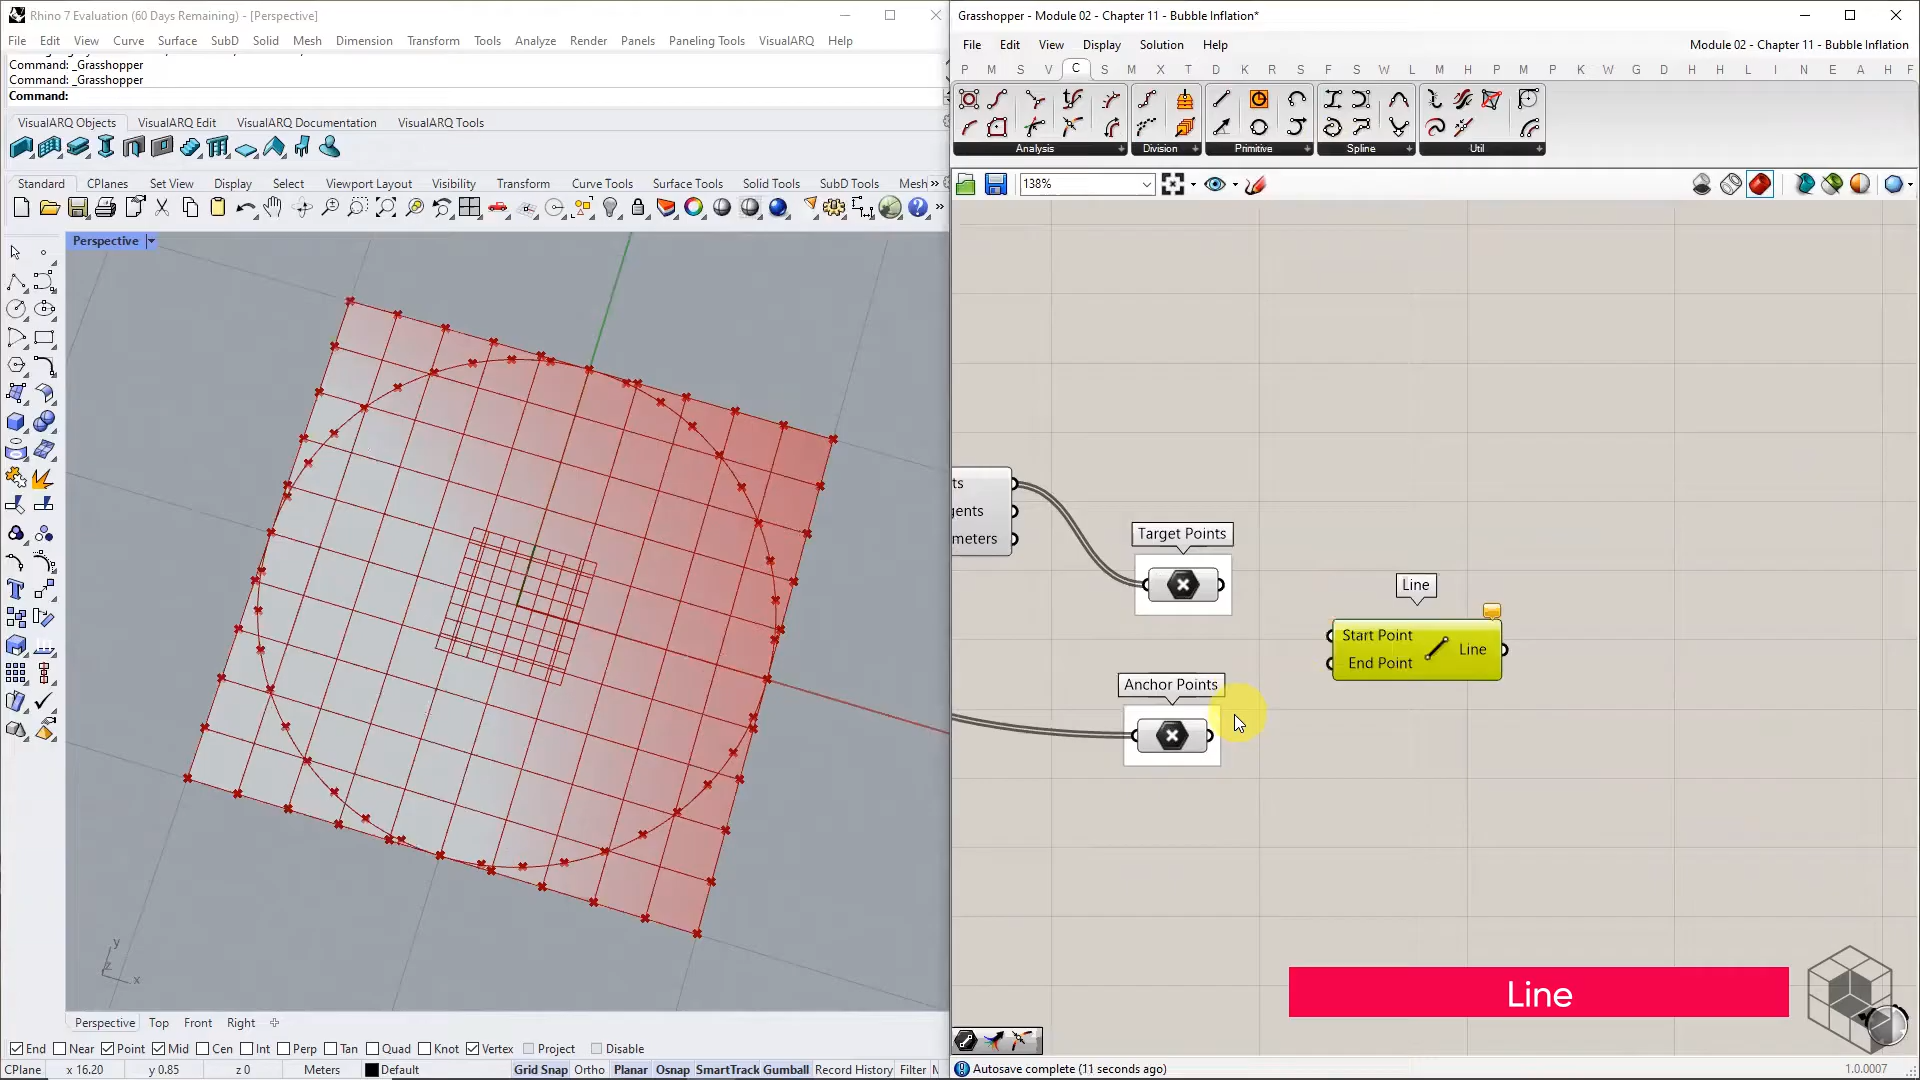 Rhino 7 Evaluation (60 Days Remaining) - [Perspective]
File Edit View Curve Surface SubD Solid Mesh Dimension Transform Tools Analyze Render Panels Paneling Tools VisualARQ Help
Command: _Grasshopper
Command: _Grasshopper
Command:
VisualARQ Objects VisualARQ Edit VisualARQ Documentation VisualARQ Tools
Standard CPlanes Set View Display Select Viewport Layout Visibility Transform Curve Tools Surface Tools Solid Tools SubD Tools Mesh »
Perspective
y
z
x
Perspective Top Front Right
End Near Point Mid Cen Int Perp Tan Quad Knot Vertex Project Disable
CPlane x 16.20 y 0.85 z 0 Meters Default Grid Snap Ortho Planar Osnap SmartTrack Gumball Record History Filter M
Grasshopper - Module 02 - Chapter 11 - Bubble Inflation*
File Edit View Display Solution Help
Module 02 - Chapter 11 - Bubble Inflation
P M S V C S M X T D K R S F S W L M H P M P K W G D H H L I N E A H F
Analysis Division Primitive Spline Util
138%
ts
gents
meters
Target Points
Anchor Points
Line
Start Point
End Point
Line
Line
Autosave complete (11 seconds ago)
1.0.0007